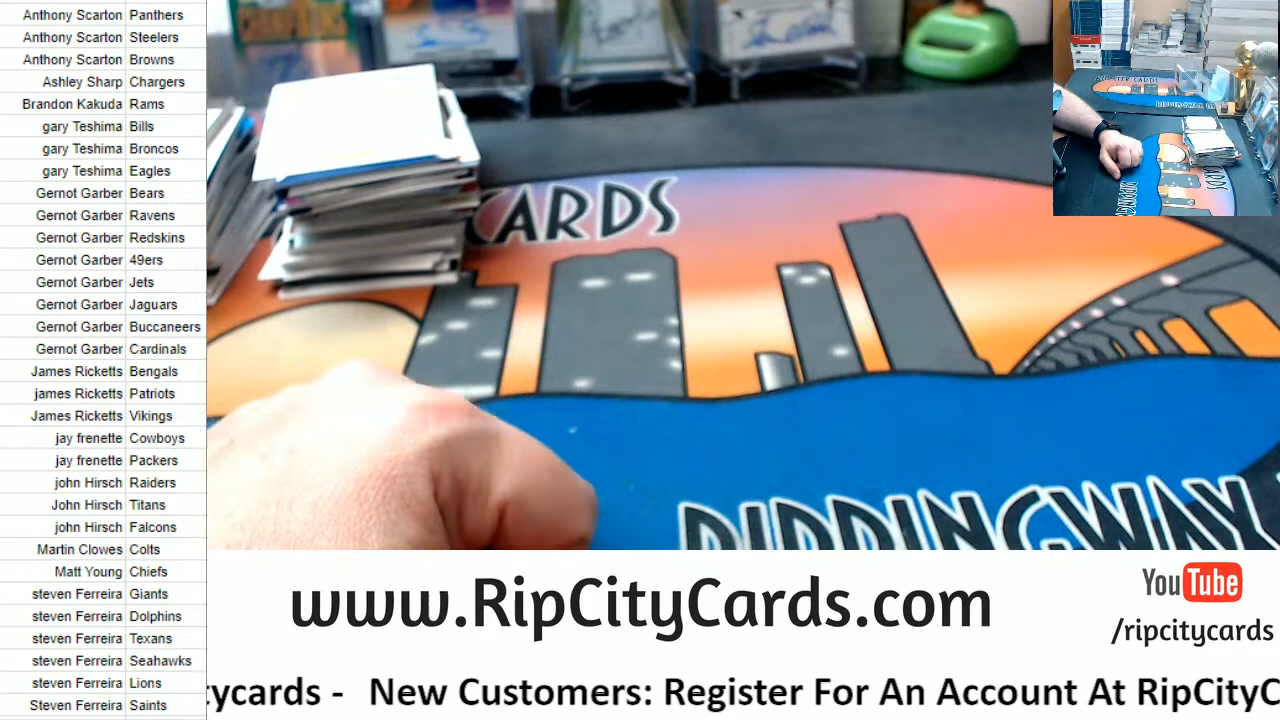 Anthony Scarton Panthers
Anthony Scarton Steelers
Anthony Scarton Browns
Ashley Sharp Chargers
Brandon Kakuda Rams
gary Teshima Bills
gary Teshima Broncos
gary Teshima Eagles
Gernot Garber Bears
Gernot Garber Ravens
Gernot Garber Redskins
Gernot Garber 49ers
Gernot Garber Jets
Gernot Garber Jaguars
Gernot Garber Buccaneers
Gernot Garber Cardinals
James Ricketts Bengals
james Ricketts Patriots
James Ricketts Vikings
jay frenette Cowboys
jay frenette Packers
john Hirsch Raiders
John Hirsch Titans
john Hirsch Falcons
Martin Clowes Colts
Matt Young Chiefs
steven Ferreira Giants
steven Ferreira Dolphins
steven Ferreira Texans
steven Ferreira Seahawks
steven Ferreira Lions
Steven Ferreira Saints
CARDS
RIPPINGWAX
www.RipCityCards.com
YouTube
/ripcitycards
tycards - New Customers: Register For An Account At RipCityC